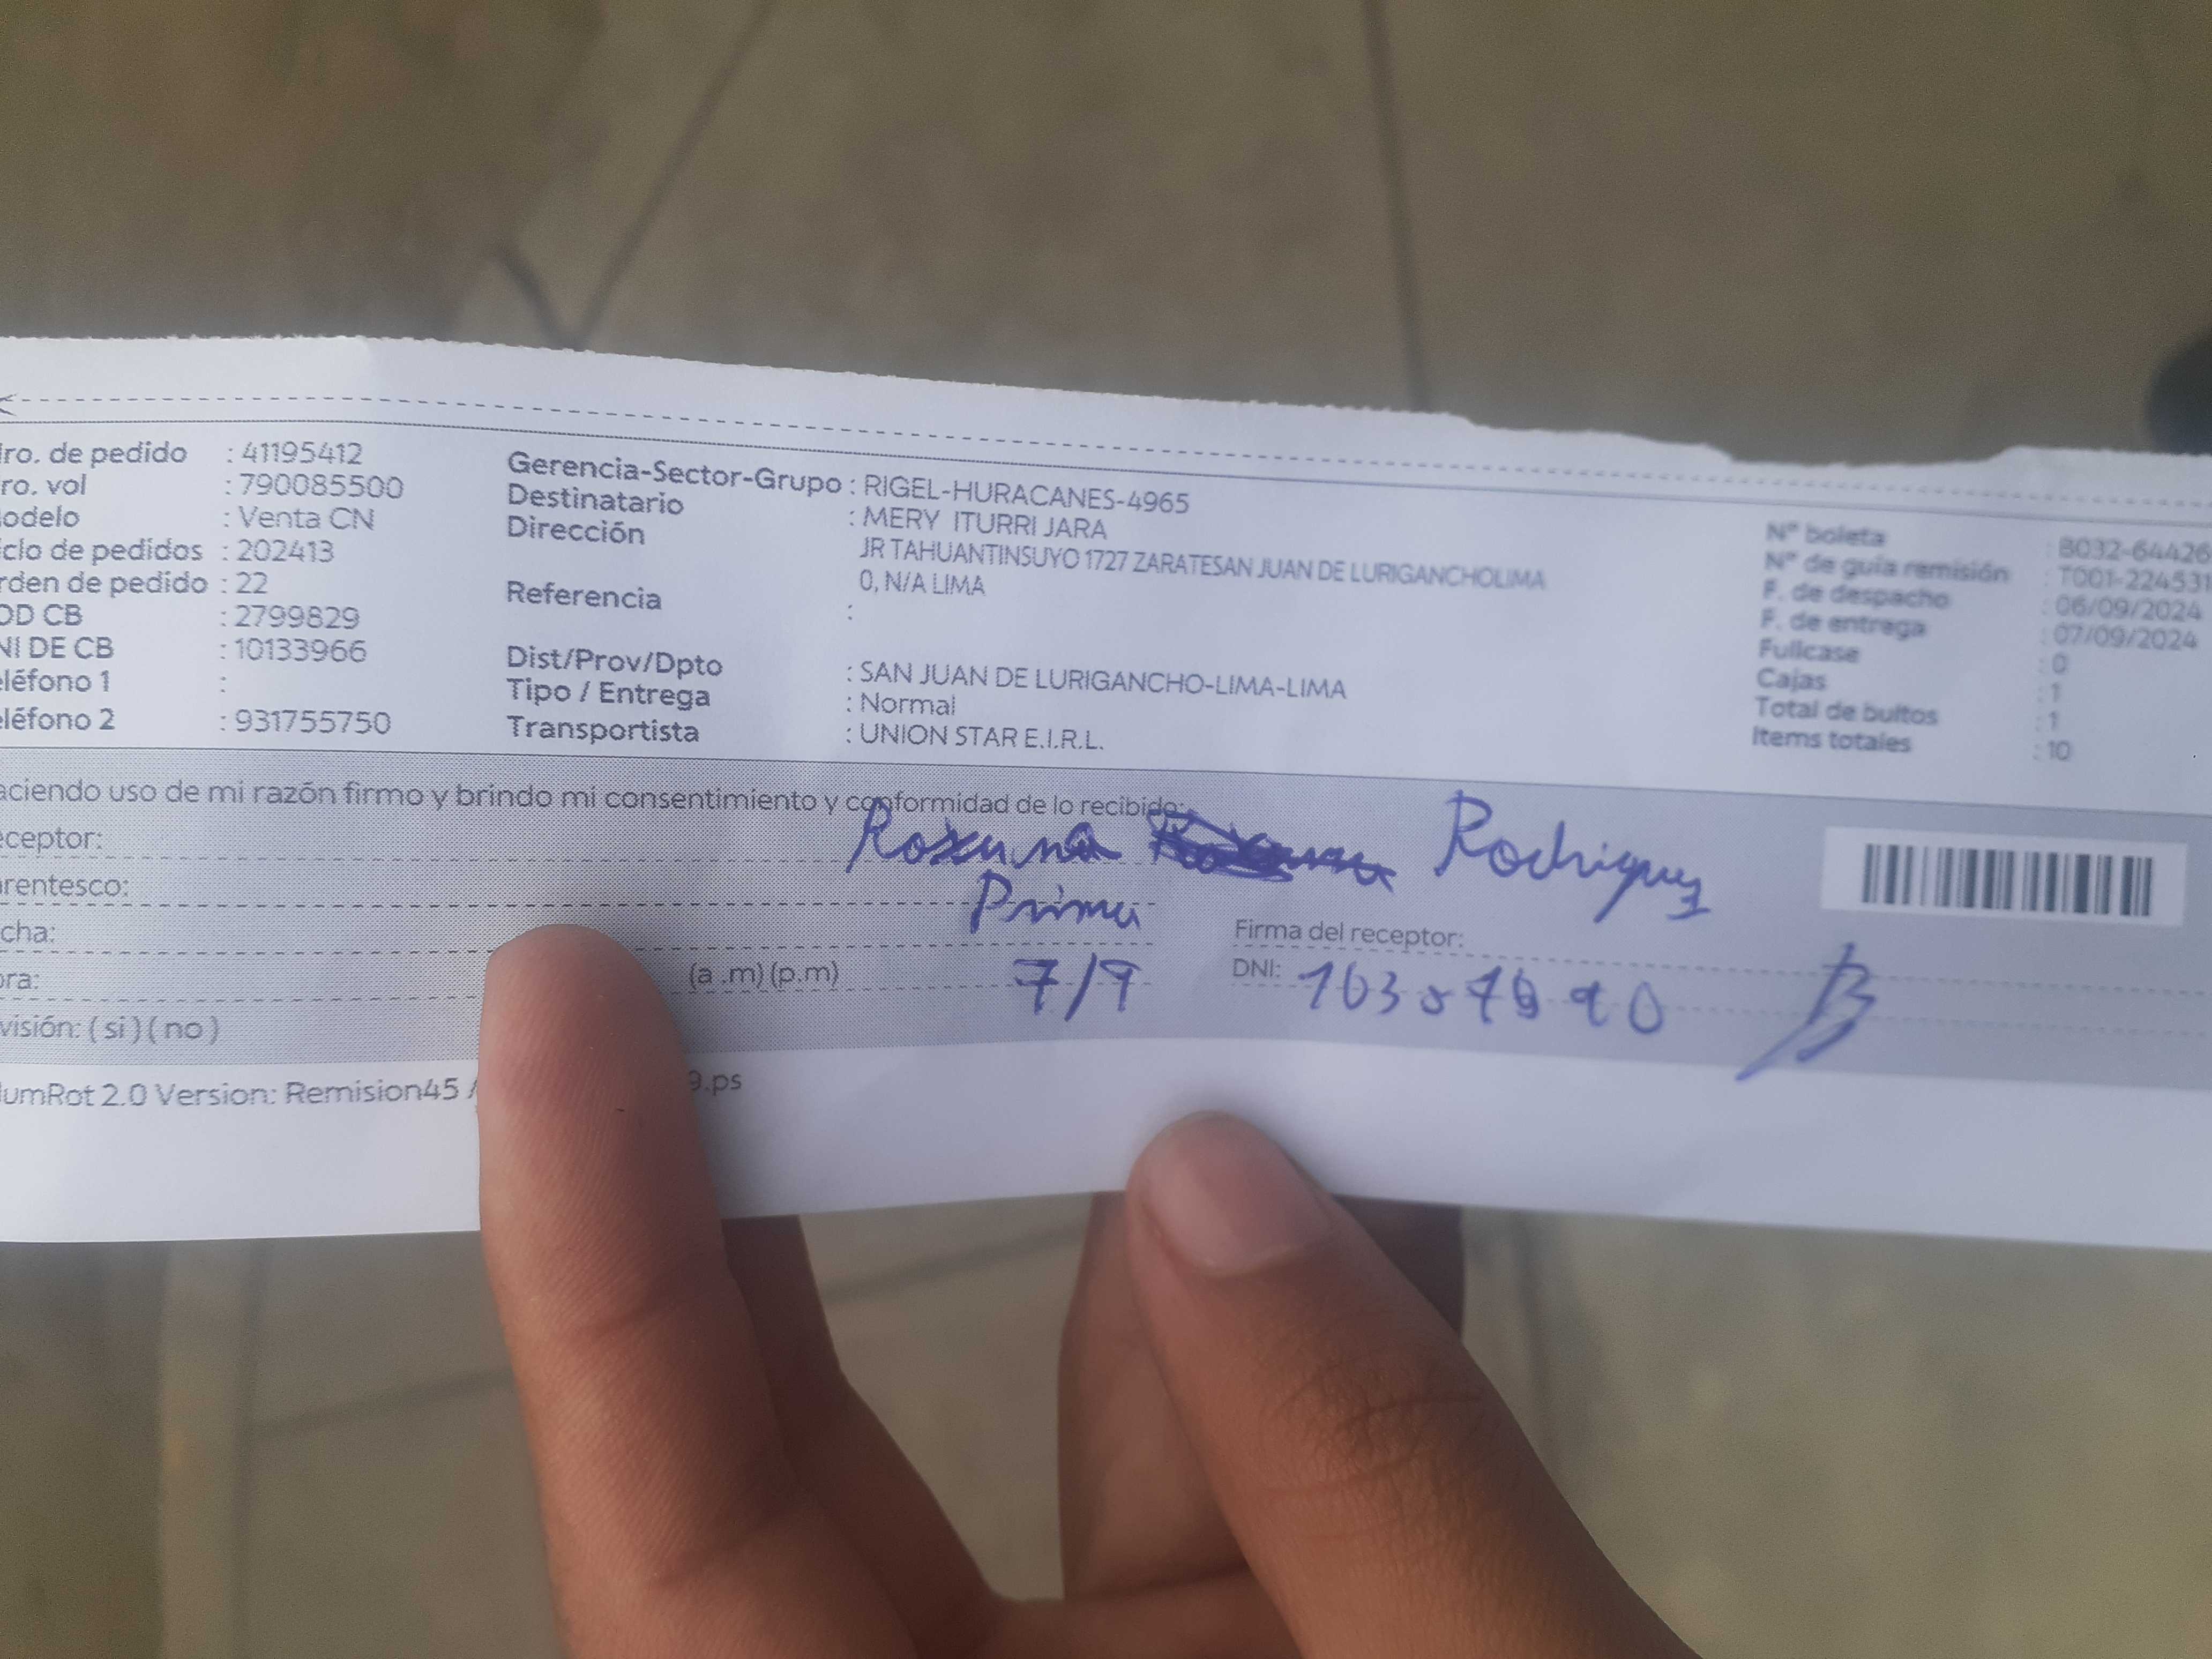 ro. de pedido : 41195412
ro. vol : 790085500
odelo : Venta CN
iclo de pedidos : 202413
rden de pedido : 22
OD CB : 2799829
NI DE CB : 10133966
eléfono 1 :
eléfono 2 : 931755750
Gerencia-Sector-Grupo : RIGEL-HURACANES-4965
Destinatario : MERY ITURRI JARA
Dirección JR TAHUANTINSUYO 1727 ZARATESAN JUAN DE LURIGANCHOLIMA
0, N/A LIMA
Referencia :
Dist/Prov/Dpto : SAN JUAN DE LURIGANCHO-LIMA-LIMA
Tipo / Entrega : Normal
Transportista : UNION STAR E.I.R.L.
N° boleta : B032-64426
N° de guía remisión : T001-224531
F. de despacho : 06/09/2024
F. de entrega : 07/09/2024
Fullcase : 0
Cajas : 1
Total de bultos : 1
Items totales : 10
aciendo uso de mi razón firmo y brindo mi consentimiento y conformidad de lo recibido:
eceptor: Roxana Rodriguez
arentesco: Prima
cha:
Firma del receptor:
ora: (a .m) (p.m) 7/9
DNI:
visión: ( si ) ( no )
umRot 2.0 Version: Remision45 / 9.ps